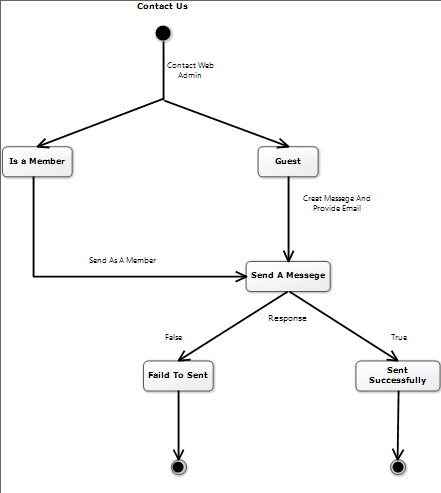 Contact Us
Contact Web
Admin
Is a Member
Guest
Creat Message And
Provide Email
Send As A Member
Send A Messege
Response
False
True
Faild To Sent
Sent
Successfully